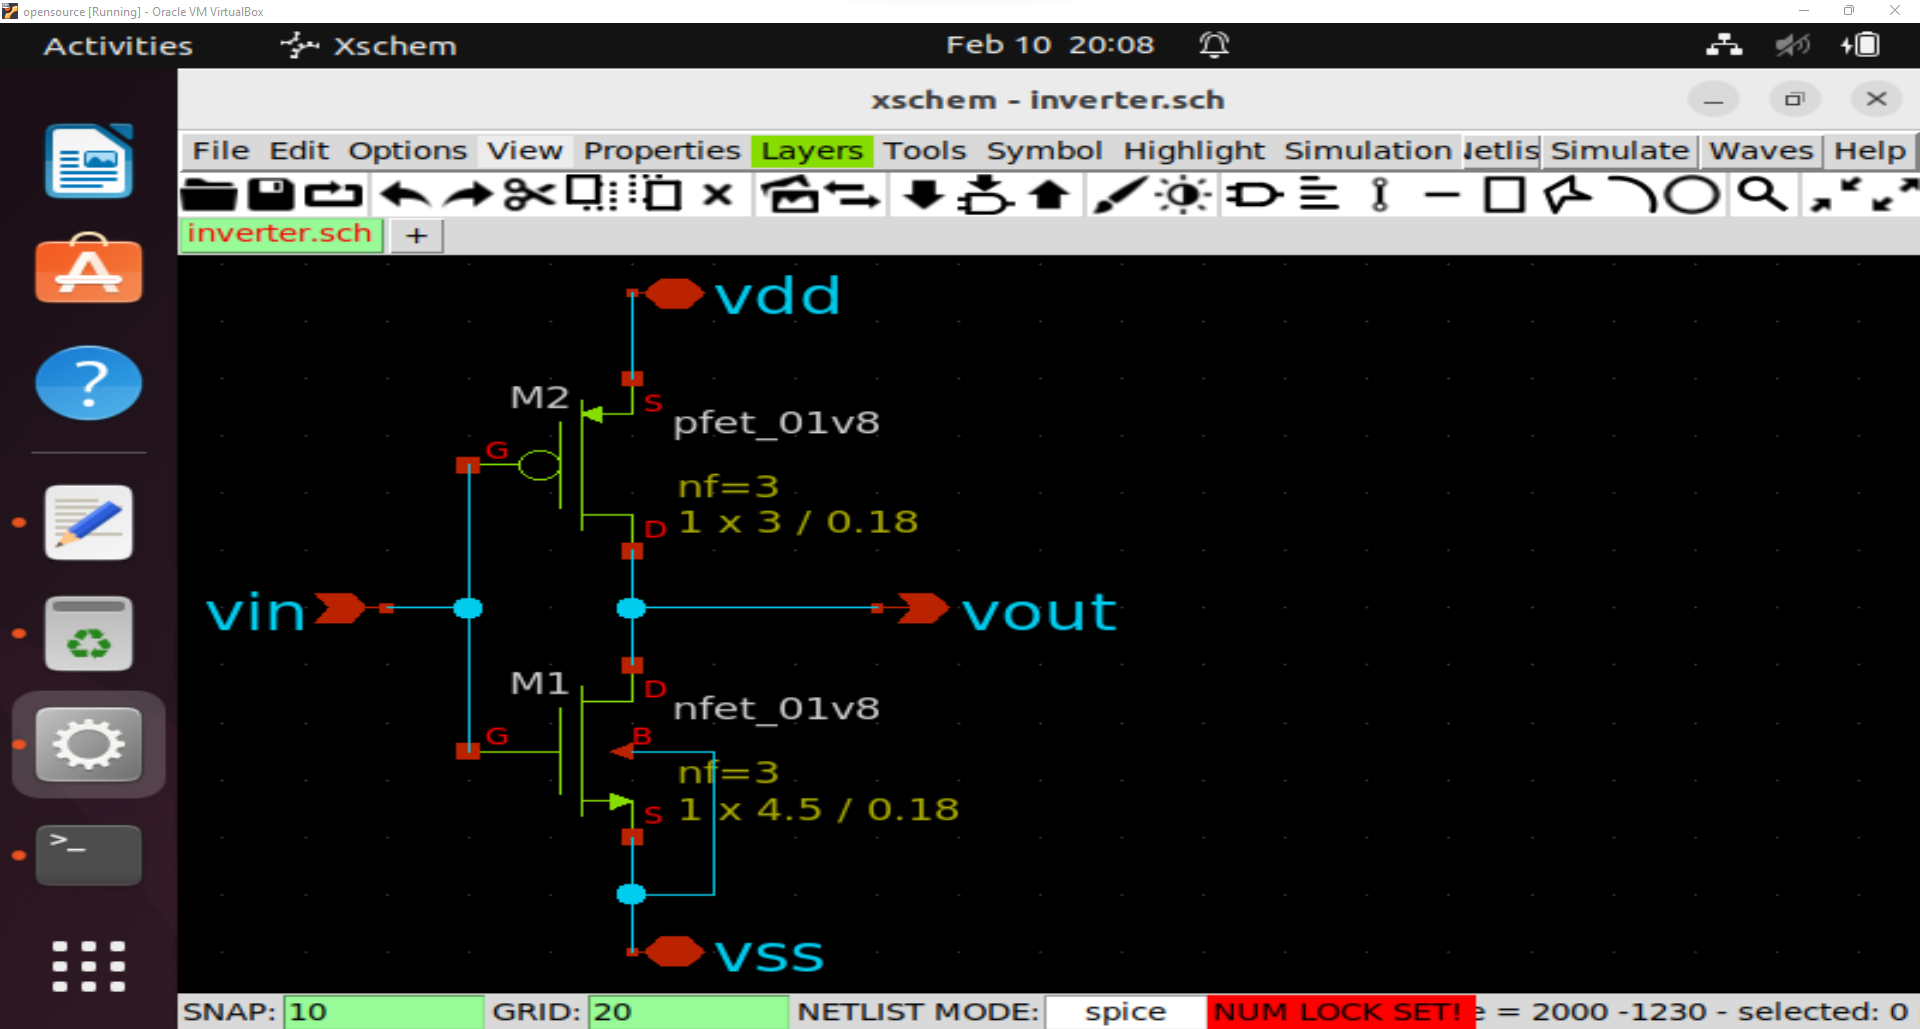 opensource [Running] - Oracle VM VirtualBox
Activities Xschem Feb 10 20:08
xschem - inverter.sch
File Edit Options View Properties Layers Tools Symbol Highlight Simulation Simulate Waves Help
inverter.sch +
vdd
M2
S
pfet_01v8
G
nf=3
D 1 x 3 / 0.18
vin
vout
M1
D
nfet_01v8
G
B
nf=3
S 1 x 4.5 / 0.18
vss
SNAP: 10 GRID: 20 NETLIST MODE: spice NUM LOCK SET! = 2000 -1230 - selected: 0